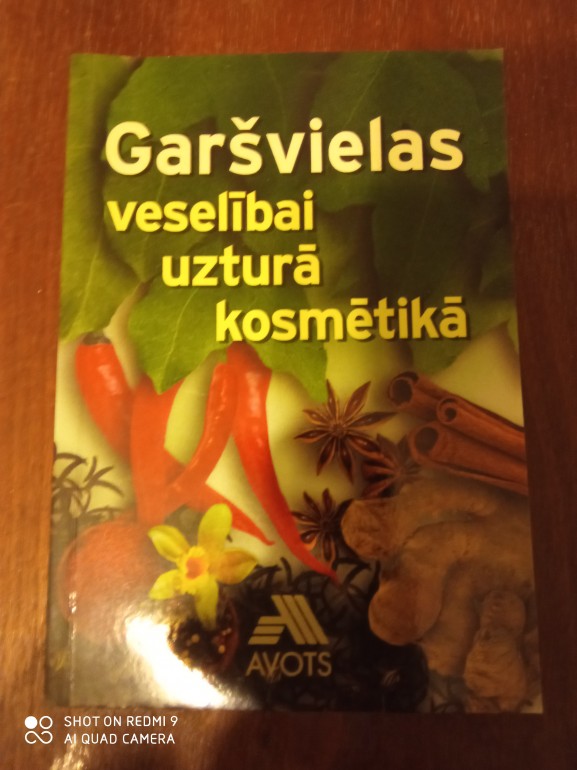 Garšvielas
veselībai
uzturā
kosmētikā
AVOTS
SHOT ON REDMI 9
AI QUAD CAMERA